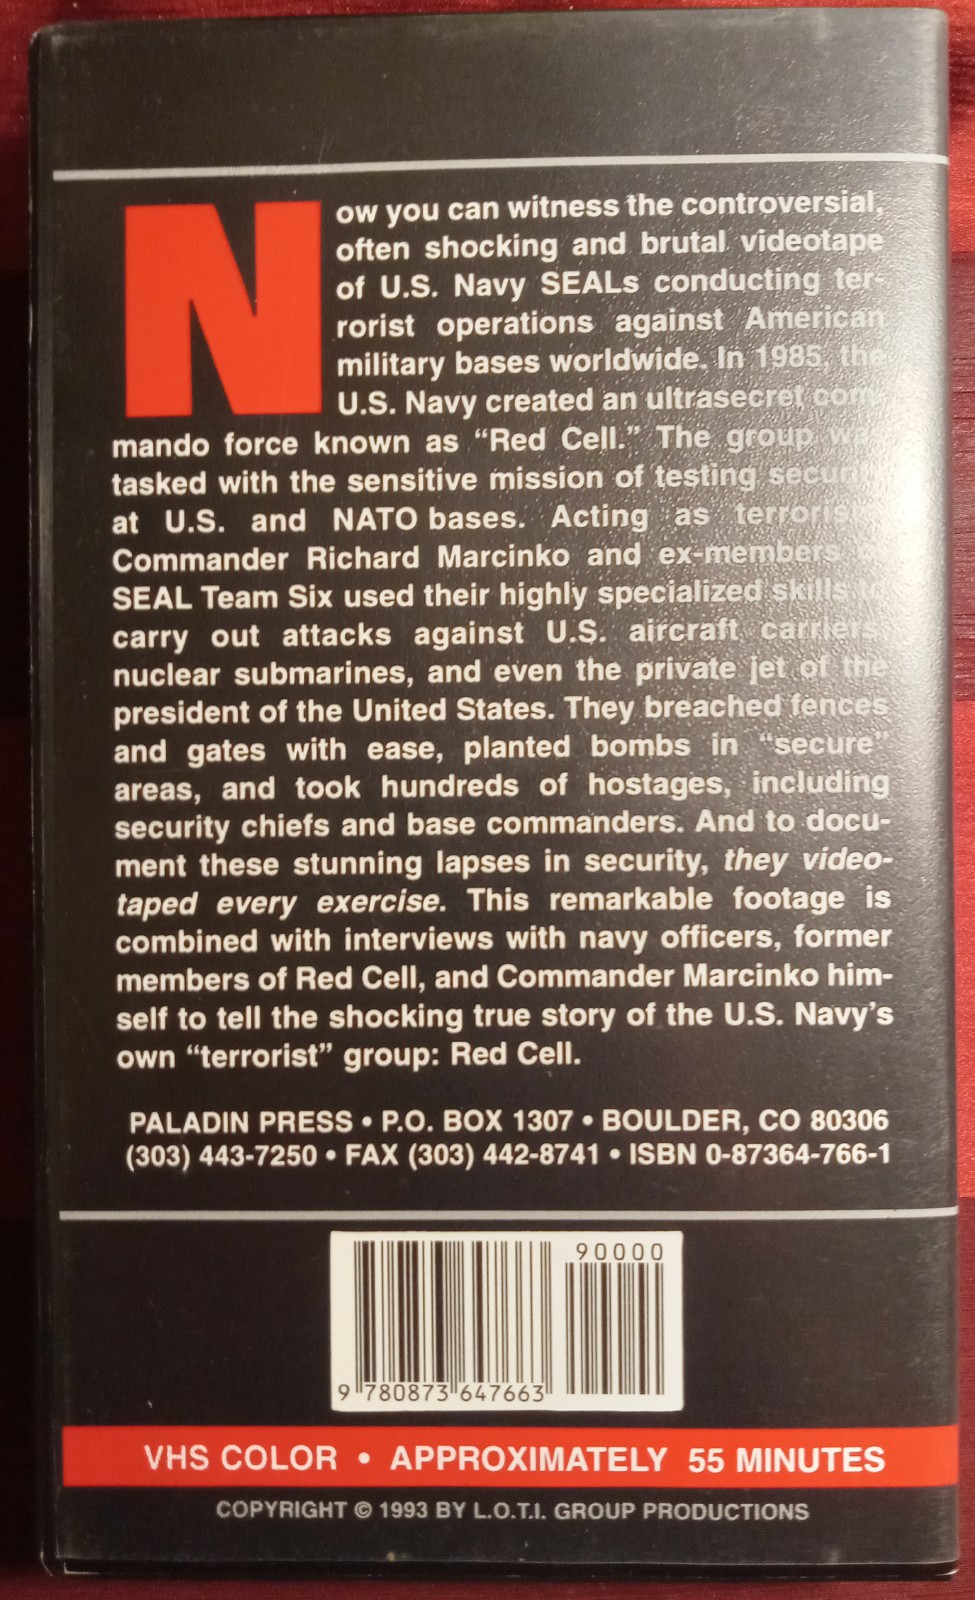 Now you can witness the controversial,
often shocking and brutal videotape
of U.S. Navy SEALs conducting ter-
rorist operations against American
military bases worldwide. In 1985, the
U.S. Navy created an ultrasecret com-
mando force known as “Red Cell.” The group was
tasked with the sensitive mission of testing security
at U.S. and NATO bases. Acting as terrorists,
Commander Richard Marcinko and ex-members of
SEAL Team Six used their highly specialized skills to
carry out attacks against U.S. aircraft carriers,
nuclear submarines, and even the private jet of the
president of the United States. They breached fences
and gates with ease, planted bombs in “secure”
areas, and took hundreds of hostages, including
security chiefs and base commanders. And to docu-
ment these stunning lapses in security, they video-
taped every exercise. This remarkable footage is
combined with interviews with navy officers, former
members of Red Cell, and Commander Marcinko him-
self to tell the shocking true story of the U.S. Navy’s
own “terrorist” group: Red Cell.
PALADIN PRESS • P.O. BOX 1307 • BOULDER, CO 80306
(303) 443-7250 • FAX (303) 442-8741 • ISBN 0-87364-766-1
90000
9 780873 647663
VHS COLOR • APPROXIMATELY 55 MINUTES
COPYRIGHT © 1993 BY L.O.T.I. GROUP PRODUCTIONS